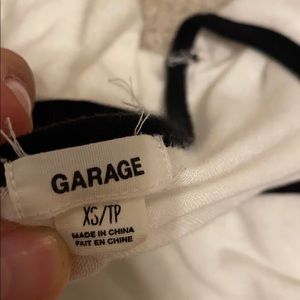 GARAGE
XS/TP
MADE IN CHINA
FAIT EN CHINE